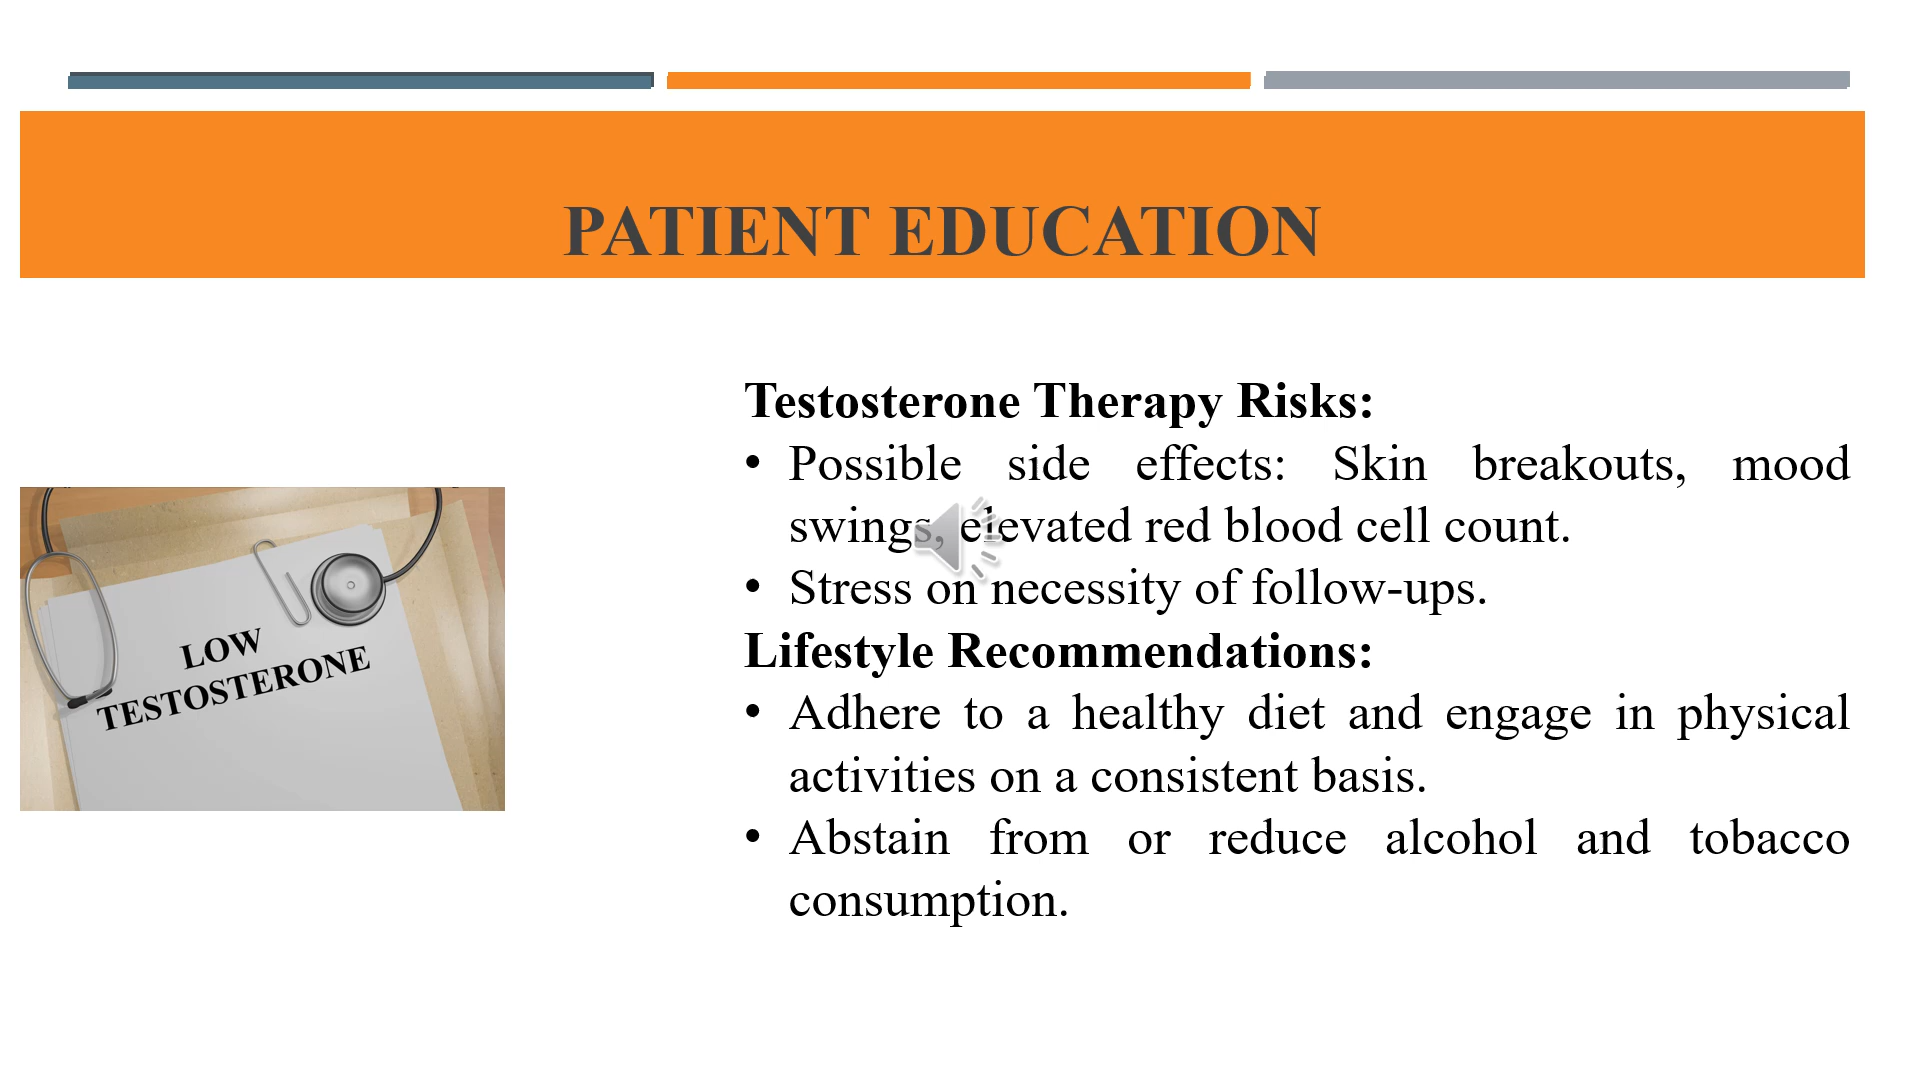 PATIENT EDUCATION
LOW
TESTOSTERONE
Testosterone Therapy Risks:
• Possible side effects: Skin breakouts, mood
swings, elevated red blood cell count.
• Stress on necessity of follow-ups.
Lifestyle Recommendations:
• Adhere to a healthy diet and engage in physical
activities on a consistent basis.
• Abstain from or reduce alcohol and tobacco
consumption.